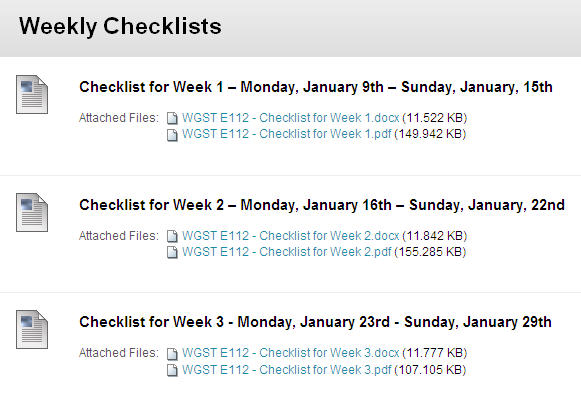 Weekly Checklists
Checklist for Week 1 – Monday, January 9th – Sunday, January, 15th
Attached Files: WGST E112 - Checklist for Week 1.docx (11.522 KB)
WGST E112 - Checklist for Week 1.pdf (149.942 KB)
Checklist for Week 2 – Monday, January 16th – Sunday, January, 22nd
Attached Files: WGST E112 - Checklist for Week 2.docx (11.842 KB)
WGST E112 - Checklist for Week 2.pdf (155.285 KB)
Checklist for Week 3 - Monday, January 23rd - Sunday, January 29th
Attached Files: WGST E112 - Checklist for Week 3.docx (11.777 KB)
WGST E112 - Checklist for Week 3.pdf (107.105 KB)